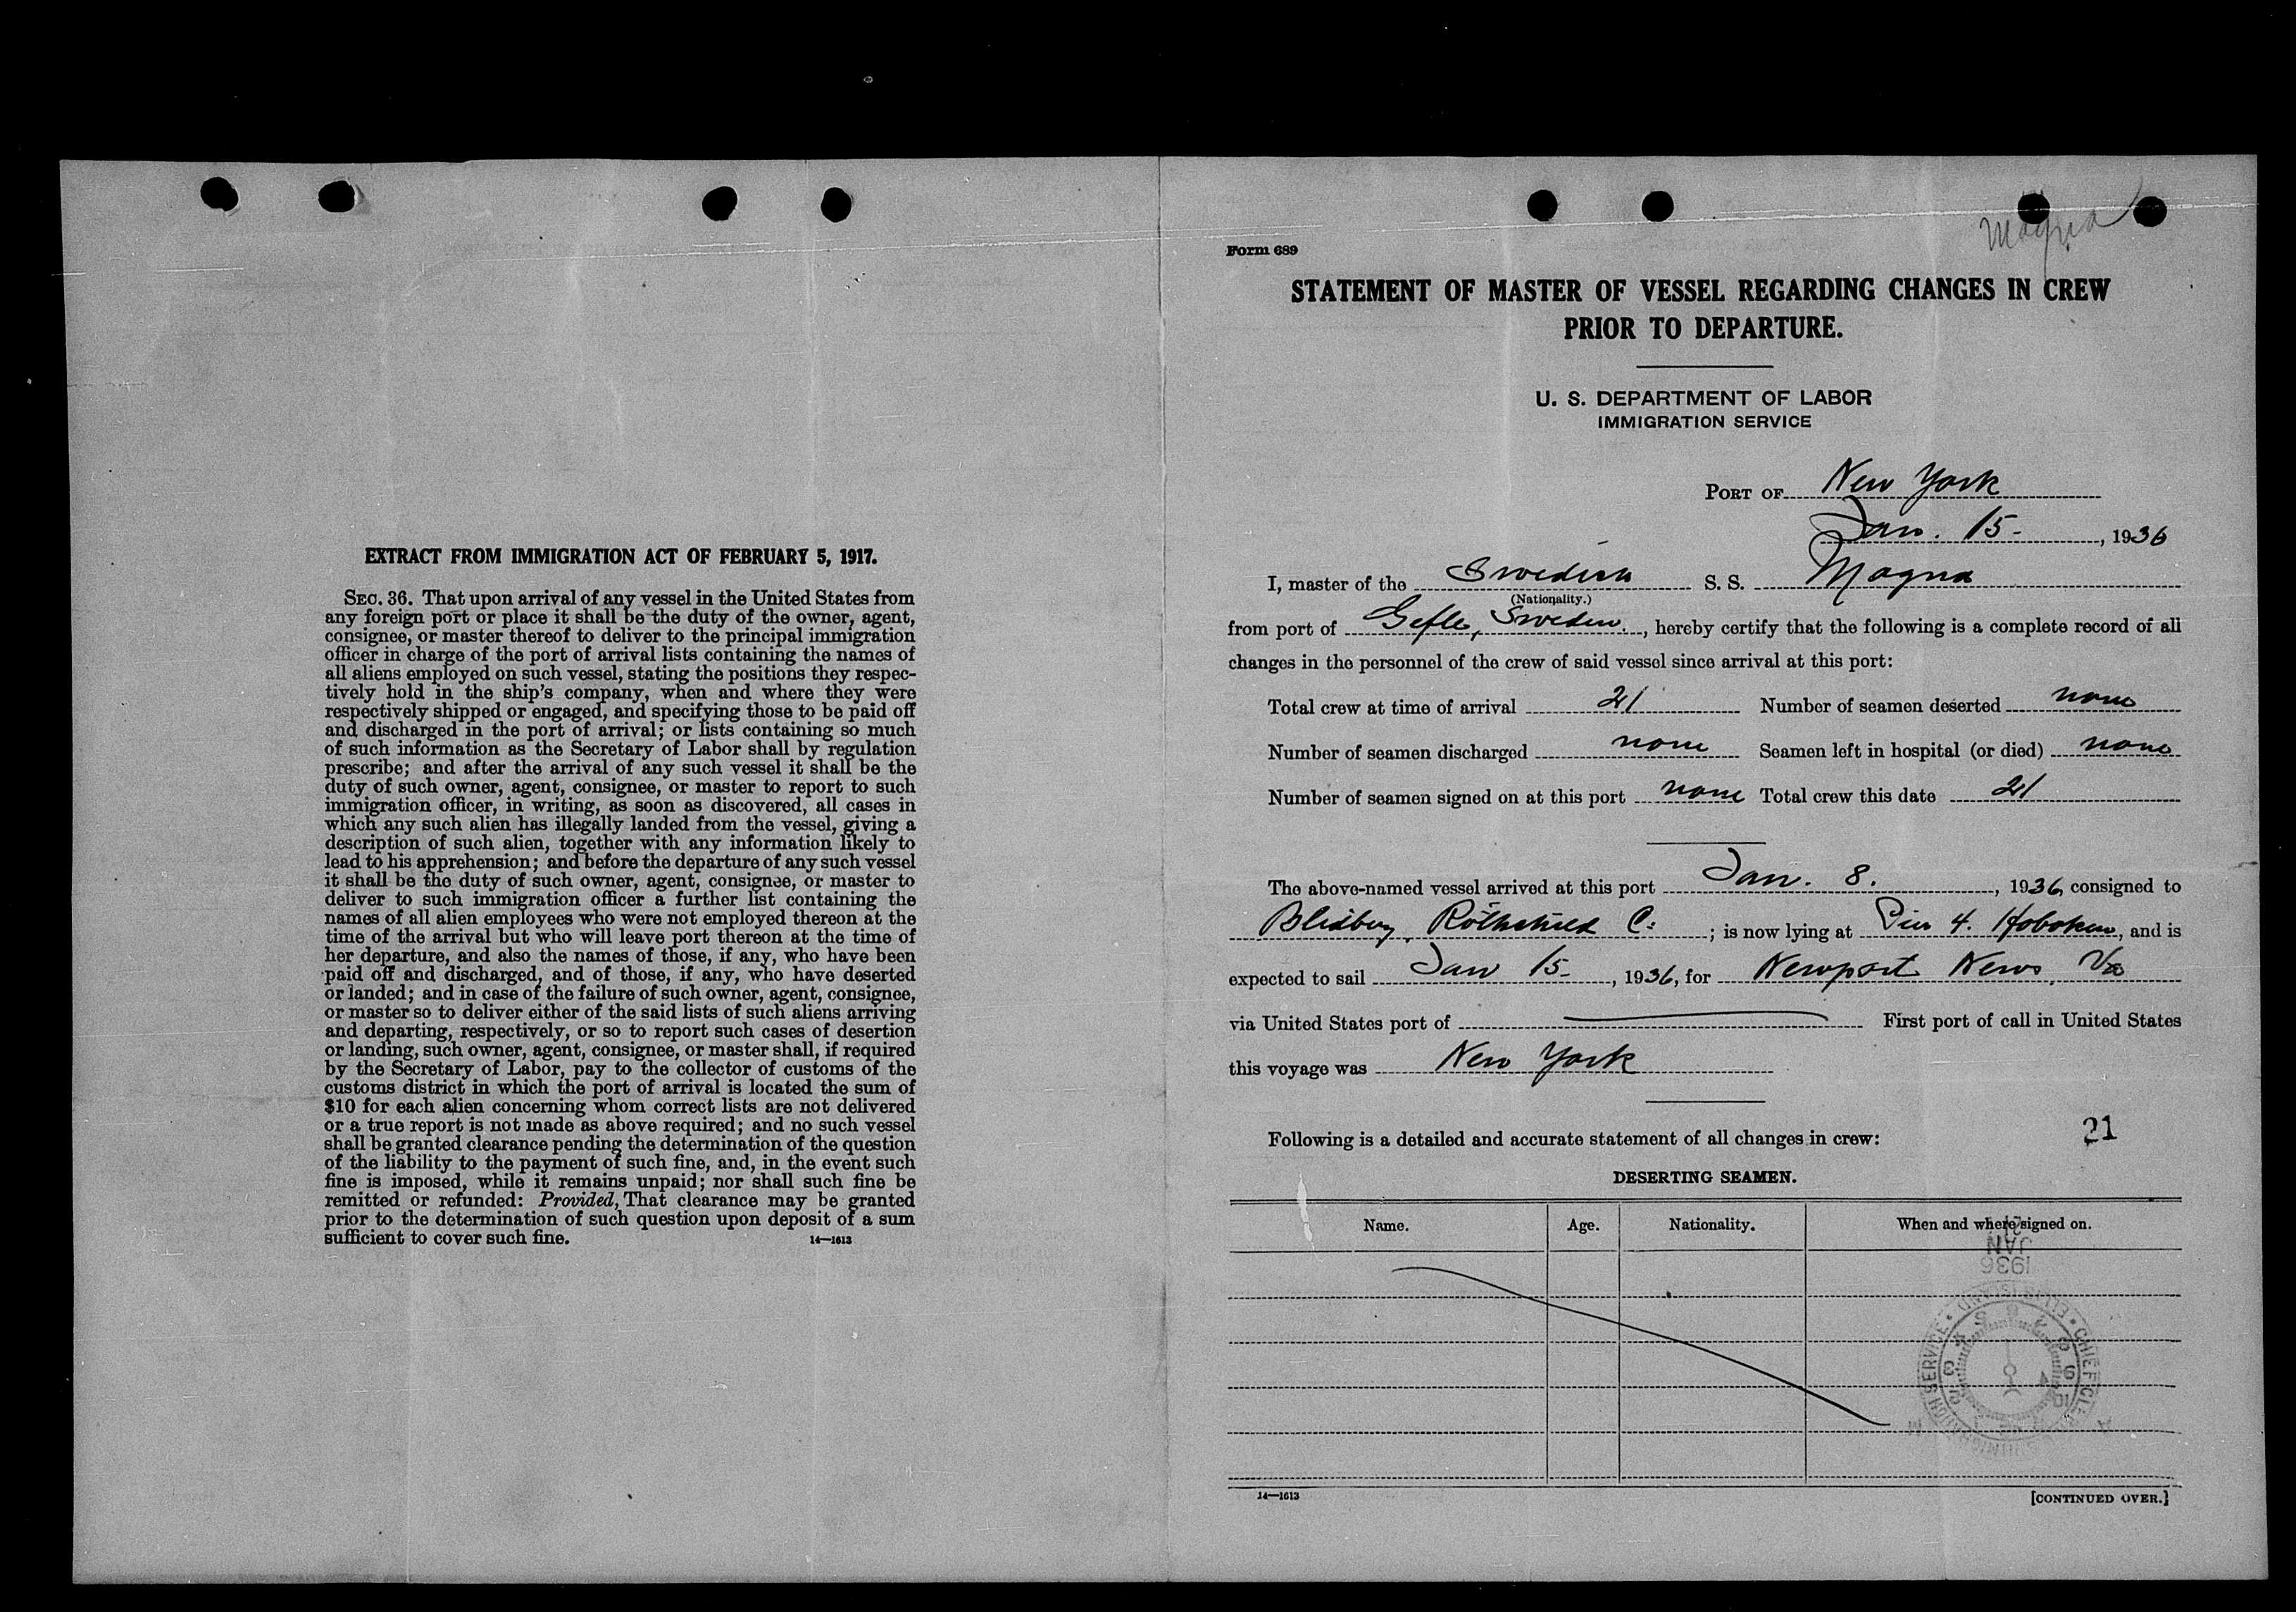 EXTRACT FROM IMMIGRATION ACT OF FEBRUARY 5, 1917.
SEC. 36. That upon arrival of any vessel in the United States from
any foreign port or place it shall be the duty of the owner, agent,
consignee, or master thereof to deliver to the principal immigration
officer in charge of the port of arrival lists containing the names of
all aliens employed on such vessel, stating the positions they respec-
tively hold in the ship's company, when and where they were
respectively shipped or engaged, and specifying those to be paid off
and discharged in the port of arrival; or lists containing so much
of such information as the Secretary of Labor shall by regulation
prescribe; and after the arrival of any such vessel it shall be the
duty of such owner, agent, consignee, or master to report to such
immigration officer, in writing, as soon as discovered, all cases in
which any such alien has illegally landed from the vessel, giving a
description of such alien, together with any information likely to
lead to his apprehension; and before the departure of any such vessel
it shall be the duty of such owner, agent, consignee, or master to
deliver to such immigration officer a further list containing the
names of all alien employees who were not employed thereon at the
time of the arrival but who will leave port thereon at the time of
her departure, and also the names of those, if any, who have been
paid off and discharged, and of those, if any, who have deserted
or landed; and in case of the failure of such owner, agent, consignee,
or master so to deliver either of the said lists of such aliens arriving
and departing, respectively, or so to report such cases of desertion
or landing, such owner, agent, consignee, or master shall, if required
by the Secretary of Labor, pay to the collector of customs of the
customs district in which the port of arrival is located the sum of
$10 for each alien concerning whom correct lists are not delivered
or a true report is not made as above required; and no such vessel
shall be granted clearance pending the determination of the question
of the liability to the payment of such fine, and, in the event such
fine is imposed, while it remains unpaid; nor shall such fine be
remitted or refunded: Provided, That clearance may be granted
prior to the determination of such question upon deposit of a sum
sufficient to cover such fine.
14—1613
Magna
Form 689
STATEMENT OF MASTER OF VESSEL REGARDING CHANGES IN CREW
PRIOR TO DEPARTURE.
U. S. DEPARTMENT OF LABOR
IMMIGRATION SERVICE
PORT OF New York
Jan. 15-, 1936
I, master of the Swedish S. S. Magna
(Nationality.)
from port of Gefle, Sweden., hereby certify that the following is a complete record of all
changes in the personnel of the crew of said vessel since arrival at this port:
Total crew at time of arrival 21 Number of seamen deserted none
Number of seamen discharged none Seamen left in hospital (or died) none
Number of seamen signed on at this port none Total crew this date 21
The above-named vessel arrived at this port Jan. 8., 1936, consigned to
Rothschild Co; is now lying at Pier 4. Hoboken, and is
expected to sail Jan 15-, 1936, for Newport News, Va
via United States port of First port of call in United States
this voyage was New York
21
Following is a detailed and accurate statement of all changes in crew:
DESERTING SEAMEN.
Name. Age. Nationality. When and where signed on.
JAN
1936
CHIEF CLERK ELLIS ISLAND IMMIGRATION SERVICE
14—1613
[CONTINUED OVER.]